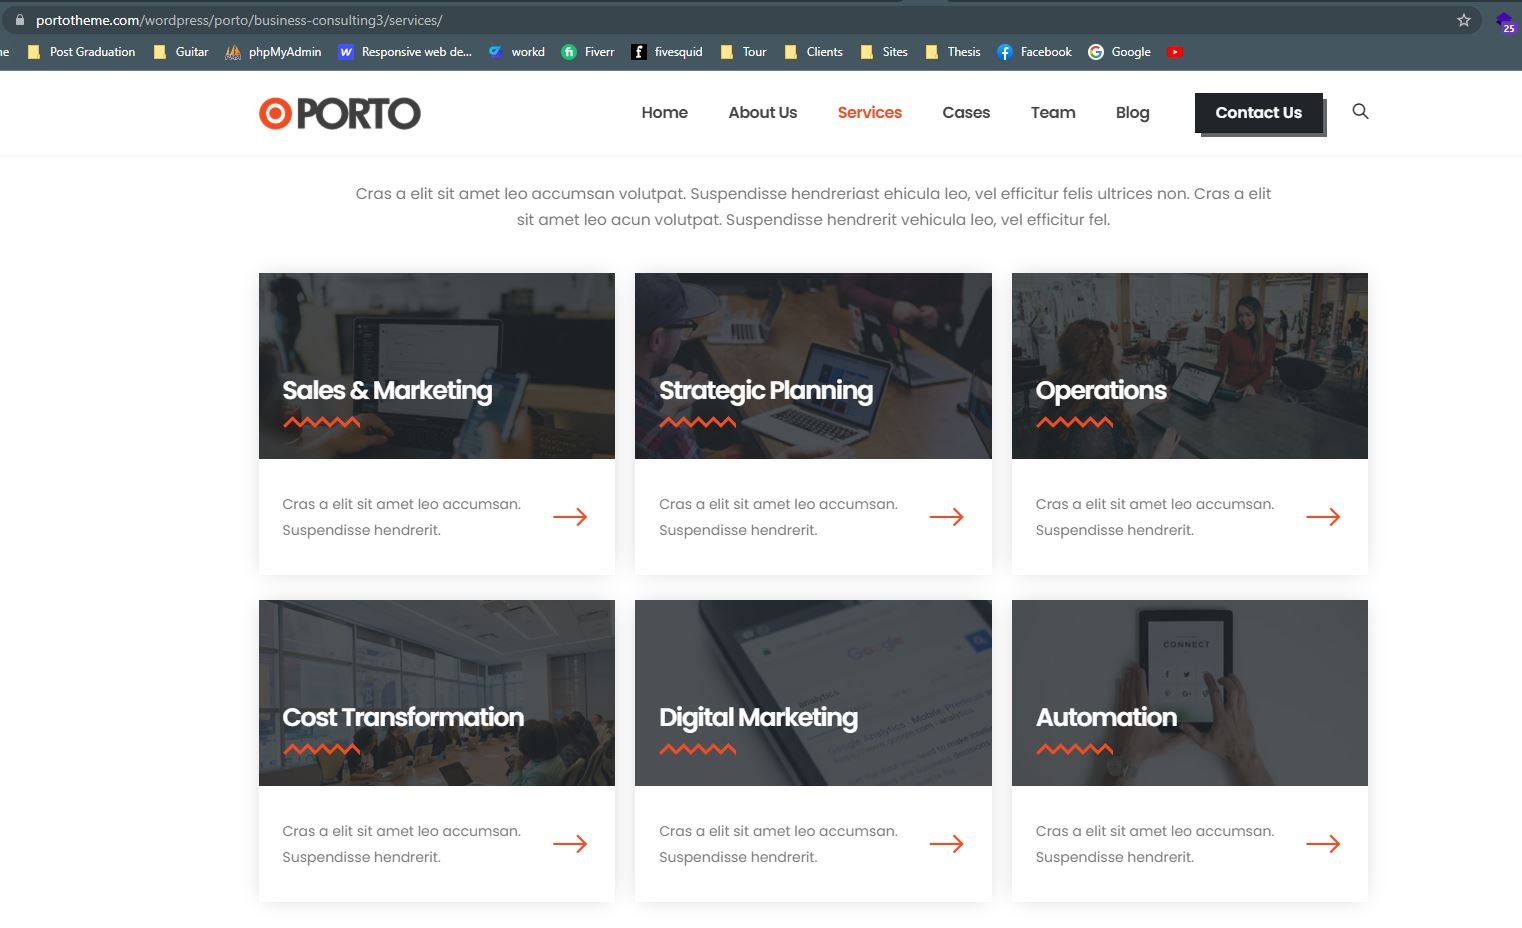 portotheme.com/wordpress/porto/business-consulting3/services/
25
ne Post Graduation Guitar phpMyAdmin Responsive web de... workd Fiverr fivesquid Tour Clients Sites Thesis Facebook Google
PORTO Home About Us Services Cases Team Blog Contact Us
Cras a elit sit amet leo accumsan volutpat. Suspendisse hendreriast ehicula leo, vel efficitur felis ultrices non. Cras a elit
sit amet leo acun volutpat. Suspendisse hendrerit vehicula leo, vel efficitur fel.
Sales & Marketing
Cras a elit sit amet leo accumsan.
Suspendisse hendrerit.
Strategic Planning
Cras a elit sit amet leo accumsan.
Suspendisse hendrerit.
Operations
Cras a elit sit amet leo accumsan.
Suspendisse hendrerit.
Cost Transformation
Cras a elit sit amet leo accumsan.
Suspendisse hendrerit.
Google
analytics
Digital Marketing
Cras a elit sit amet leo accumsan.
Suspendisse hendrerit.
CONNECT
Automation
Cras a elit sit amet leo accumsan.
Suspendisse hendrerit.